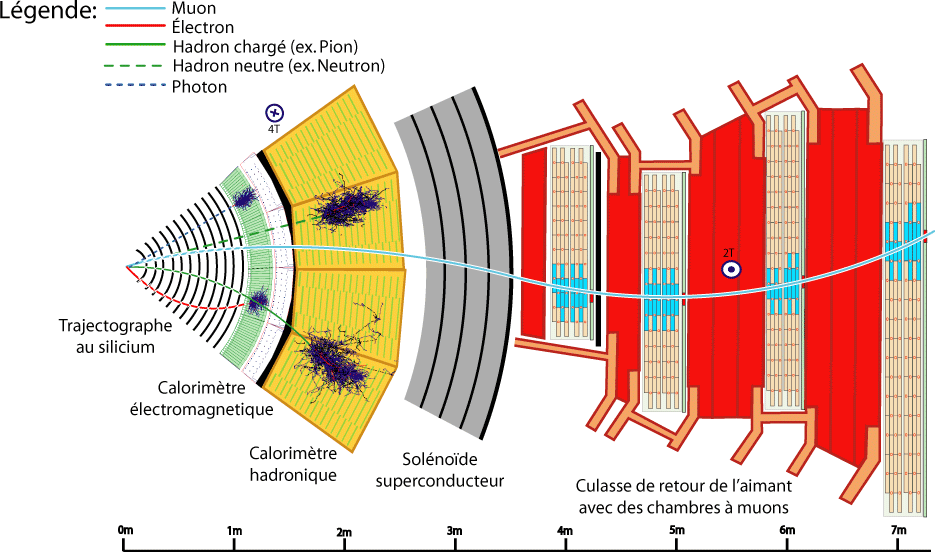 Légende:
Muon
Électron
Hadron chargé (ex. Pion)
Hadron neutre (ex. Neutron)
Photon
4T
2T
Trajectographe
au silicium
Calorimètre
électromagnetique
Calorimètre
hadronique
Solénoïde
superconducteur
Culasse de retour de l'aimant
avec des chambres à muons
0m 1m 2m 3m 4m 5m 6m 7m